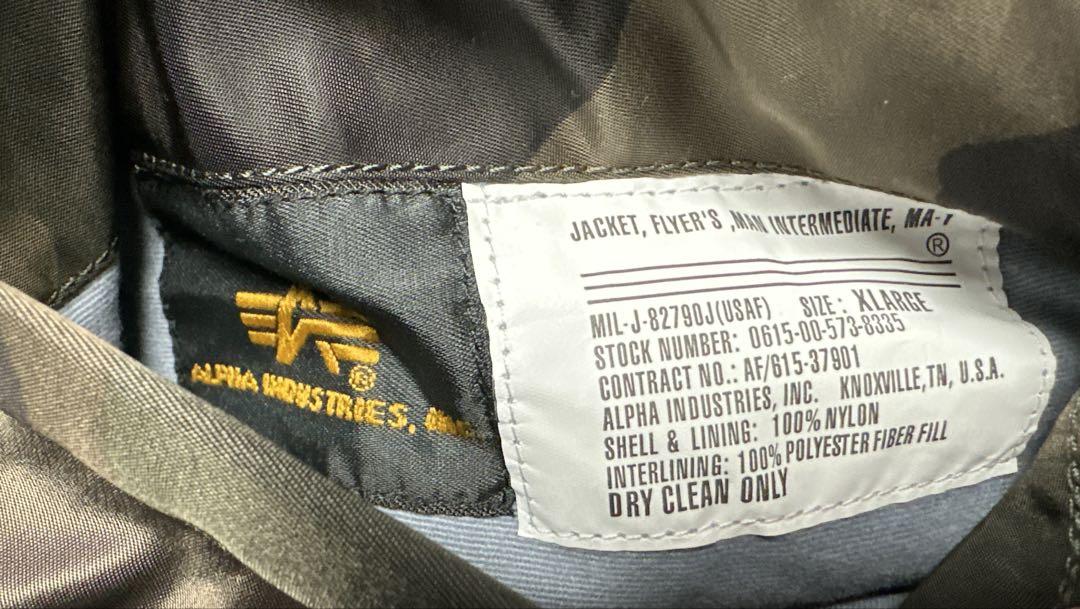 ALPHA INDUSTRIES, INC.
JACKET, FLYER'S ,MAN INTERMEDIATE, MA-1
®
MIL-J-82790J(USAF) SIZE: XLARGE
STOCK NUMBER: 0615-00-573-8335
CONTRACT NO.: AF/615-37901
ALPHA INDUSTRIES, INC. KNOXVILLE,TN, U.S.A.
SHELL & LINING: 100% NYLON
INTERLINING: 100% POLYESTER FIBER FILL
DRY CLEAN ONLY